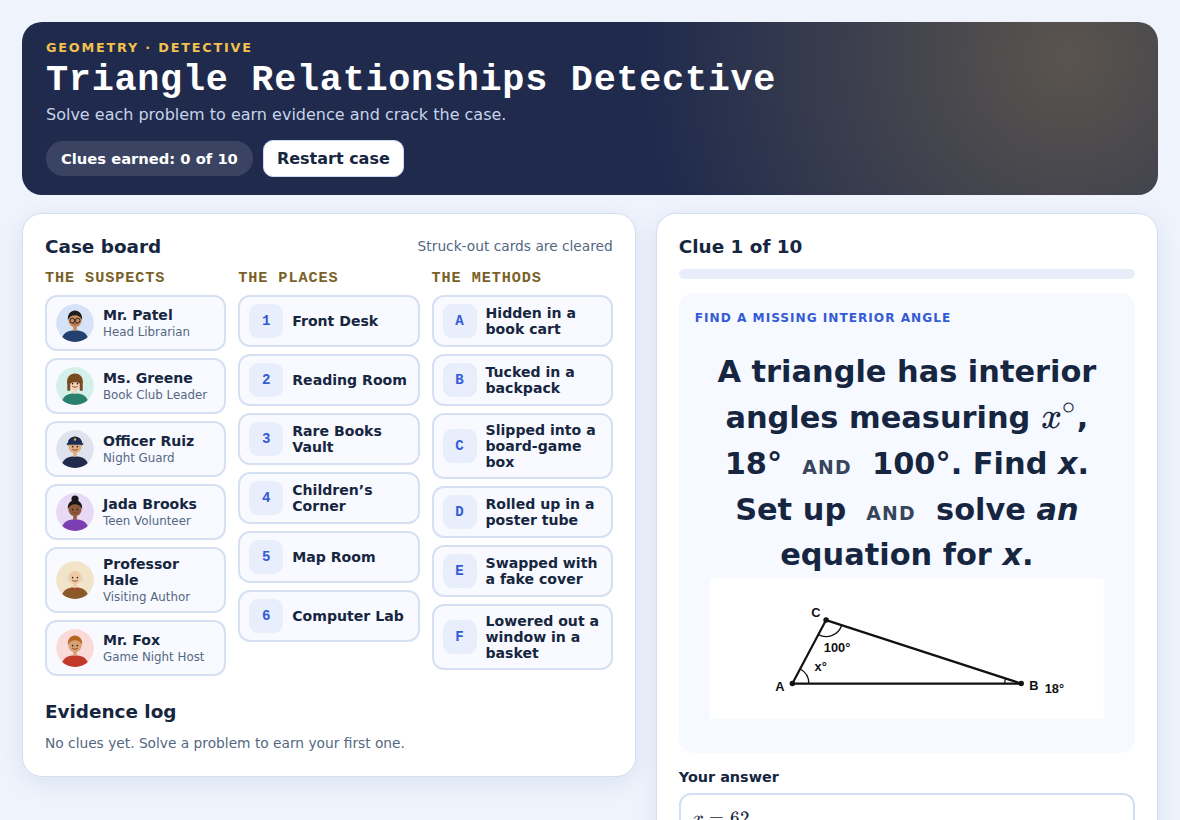 GEOMETRY · DETECTIVE
Triangle Relationships Detective
Solve each problem to earn evidence and crack the case.
Clues earned: 0 of 10
Restart case
Case board
Struck-out cards are cleared
THE SUSPECTS
Mr. Patel
Head Librarian
Ms. Greene
Book Club Leader
Officer Ruiz
Night Guard
Jada Brooks
Teen Volunteer
Professor
Hale
Visiting Author
Mr. Fox
Game Night Host
THE PLACES
1 Front Desk
2 Reading Room
3 Rare Books
Vault
4 Children’s
Corner
5 Map Room
6 Computer Lab
THE METHODS
A Hidden in a
book cart
B Tucked in a
backpack
C Slipped into a
board-game
box
D Rolled up in a
poster tube
E Swapped with
a fake cover
F Lowered out a
window in a
basket
Evidence log
No clues yet. Solve a problem to earn your first one.
Clue 1 of 10
FIND A MISSING INTERIOR ANGLE
A triangle has interior
angles measuring x°,
18° AND 100°. Find x.
Set up AND solve an
equation for x.
C
100°
x°
A
B 18°
Your answer
x = 62